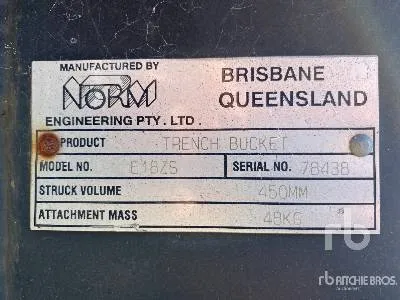 MANUFACTURED BY
NORM
ENGINEERING PTY. LTD.
BRISBANE
QUEENSLAND
PRODUCT TRENCH BUCKET
MODEL NO. E18ZS SERIAL NO. 78438
STRUCK VOLUME 450MM
ATTACHMENT MASS 48KG
rb
rb RITCHIE BROS.